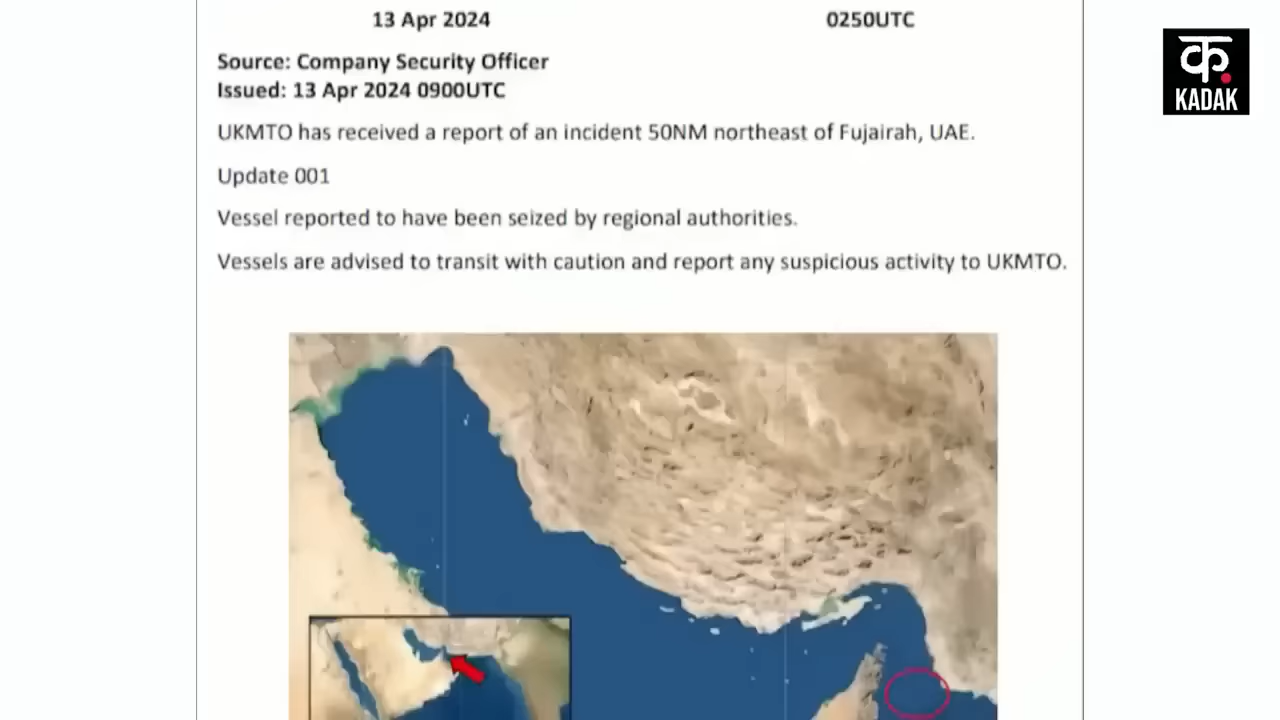 13 Apr 2024 0250UTC
Source: Company Security Officer
Issued: 13 Apr 2024 0900UTC
UKMTO has received a report of an incident 50NM northeast of Fujairah, UAE.
Update 001
Vessel reported to have been seized by regional authorities.
Vessels are advised to transit with caution and report any suspicious activity to UKMTO.
क
KADAK